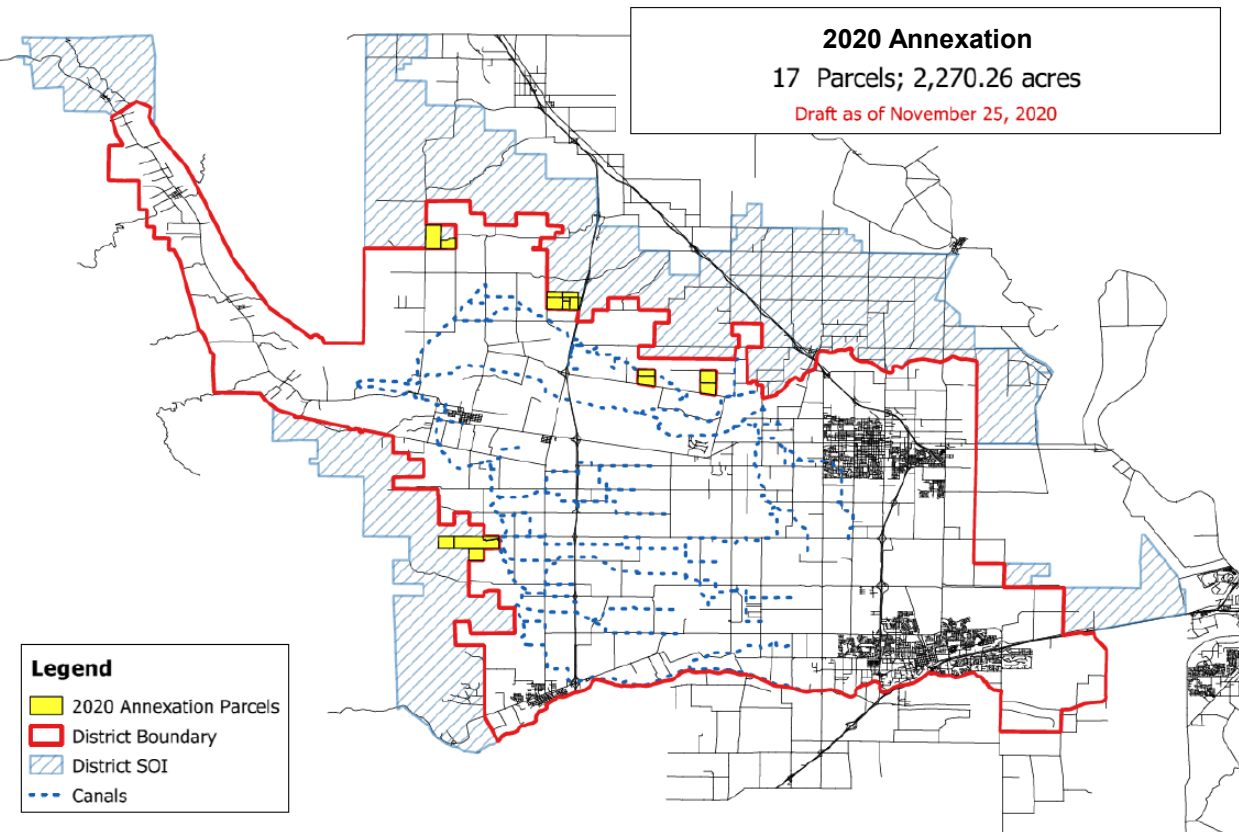 2020 Annexation
17 Parcels; 2,270.26 acres
Draft as of November 25, 2020
Legend
2020 Annexation Parcels
District Boundary
District SOI
Canals